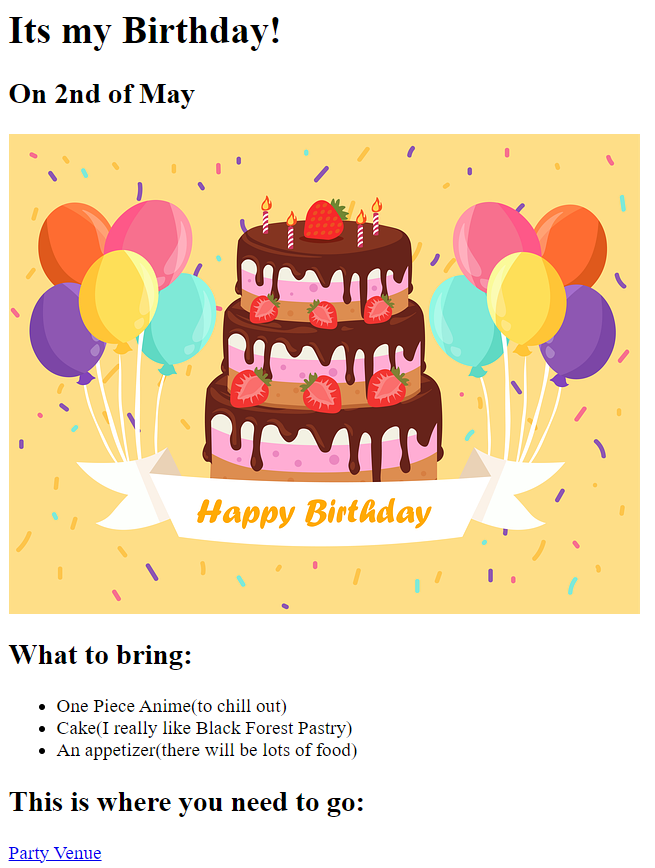 Its my Birthday!
On 2nd of May
Happy Birthday
What to bring:
One Piece Anime(to chill out)
Cake(I really like Black Forest Pastry)
An appetizer(there will be lots of food)
This is where you need to go:
Party Venue